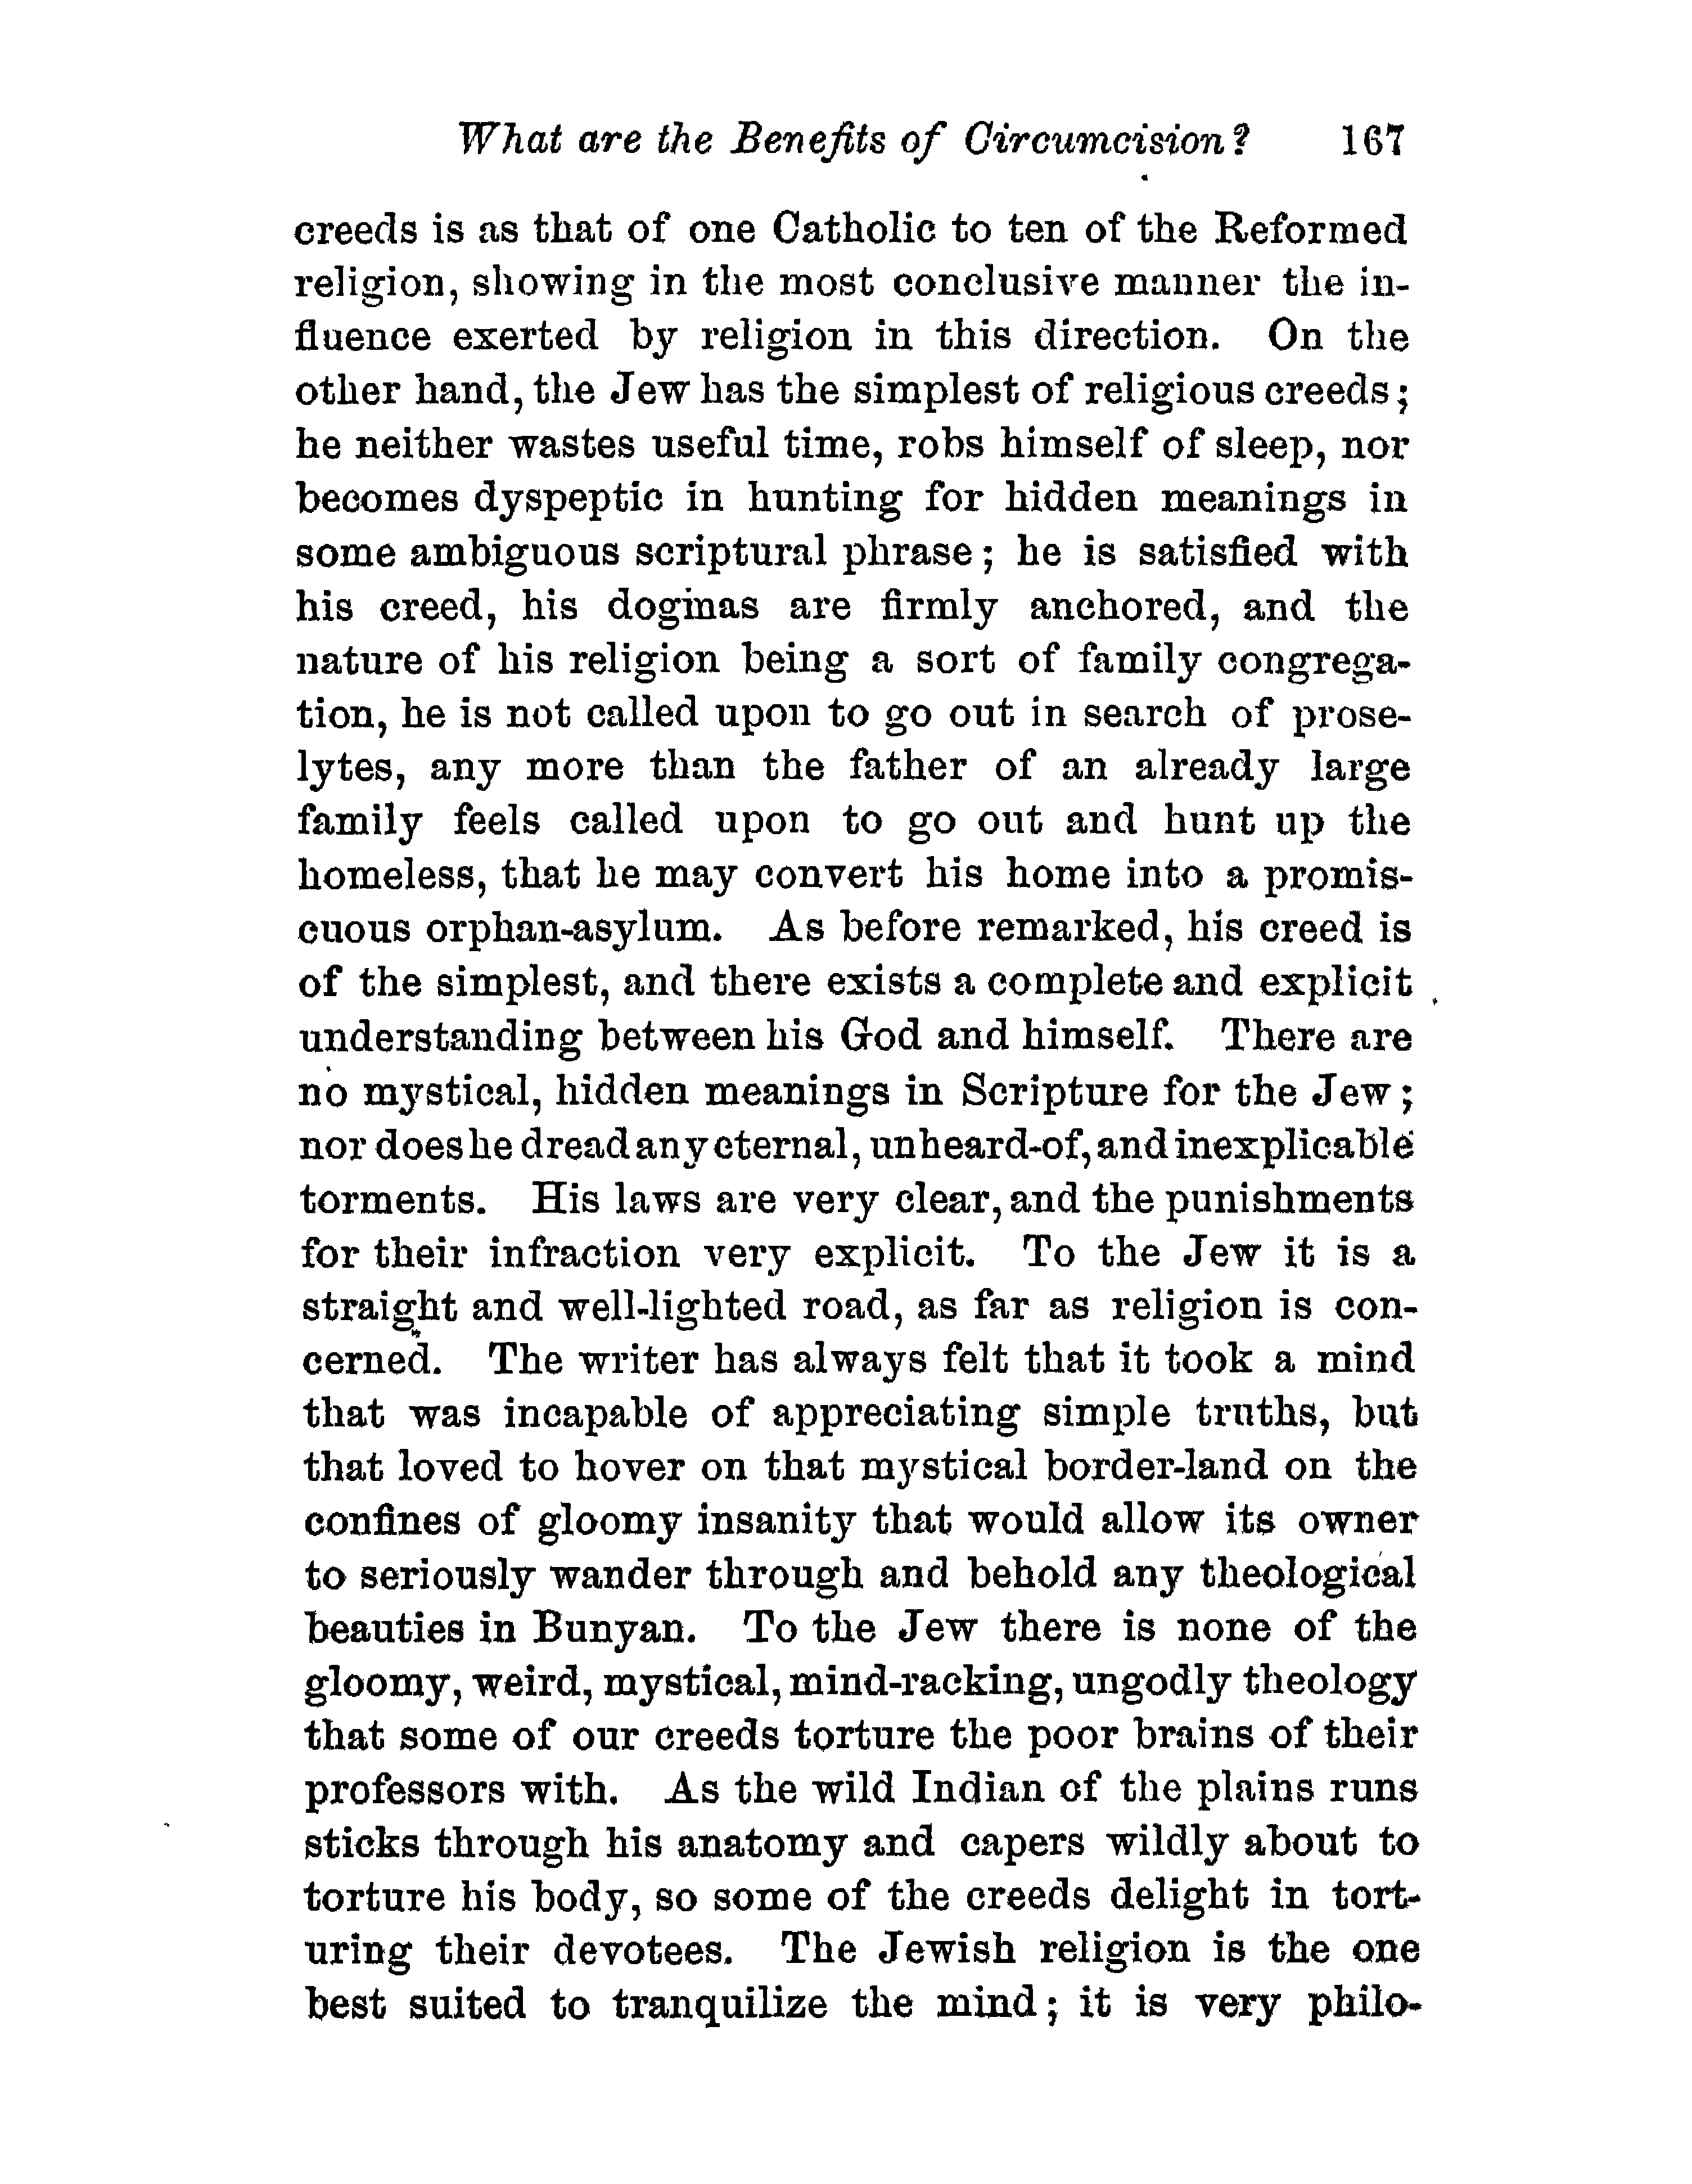 What are the Benefits of Circumcision? 167
creeds is as that of one Catholic to ten of the Reformed
religion, showing in the most conclusive manner the in-
fluence exerted by religion in this direction. On the
other hand, the Jew has the simplest of religious creeds;
he neither wastes useful time, robs himself of sleep, nor
becomes dyspeptic in hunting for hidden meanings in
some ambiguous scriptural phrase; he is satisfied with
his creed, his dogmas are firmly anchored, and the
nature of his religion being a sort of family congrega-
tion, he is not called upon to go out in search of prose-
lytes, any more than the father of an already large
family feels called upon to go out and hunt up the
homeless, that he may convert his home into a promis-
cuous orphan-asylum. As before remarked, his creed is
of the simplest, and there exists a complete and explicit
understanding between his God and himself. There are
no mystical, hidden meanings in Scripture for the Jew;
nor does he dread any eternal, unheard-of, and inexplicable
torments. His laws are very clear, and the punishments
for their infraction very explicit. To the Jew it is a
straight and well-lighted road, as far as religion is con-
cerned. The writer has always felt that it took a mind
that was incapable of appreciating simple truths, but
that loved to hover on that mystical border-land on the
confines of gloomy insanity that would allow its owner
to seriously wander through and behold any theological
beauties in Bunyan. To the Jew there is none of the
gloomy, weird, mystical, mind-racking, ungodly theology
that some of our creeds torture the poor brains of their
professors with. As the wild Indian of the plains runs
sticks through his anatomy and capers wildly about to
torture his body, so some of the creeds delight in tort-
uring their devotees. The Jewish religion is the one
best suited to tranquilize the mind; it is very philo-